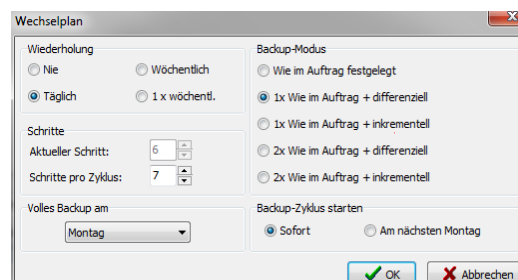 Wechselplan
Wiederholung
Nie
Wöchentlich
Täglich
1 x wöchentl.
Schritte
Aktueller Schritt:
6
Schritte pro Zyklus:
7
Volles Backup am
Montag
Backup-Modus
Wie im Auftrag festgelegt
1x Wie im Auftrag + differenziell
1x Wie im Auftrag + inkrementell
2x Wie im Auftrag + differenziell
2x Wie im Auftrag + inkrementell
Backup-Zyklus starten
Sofort
Am nächsten Montag
OK
Abbrechen